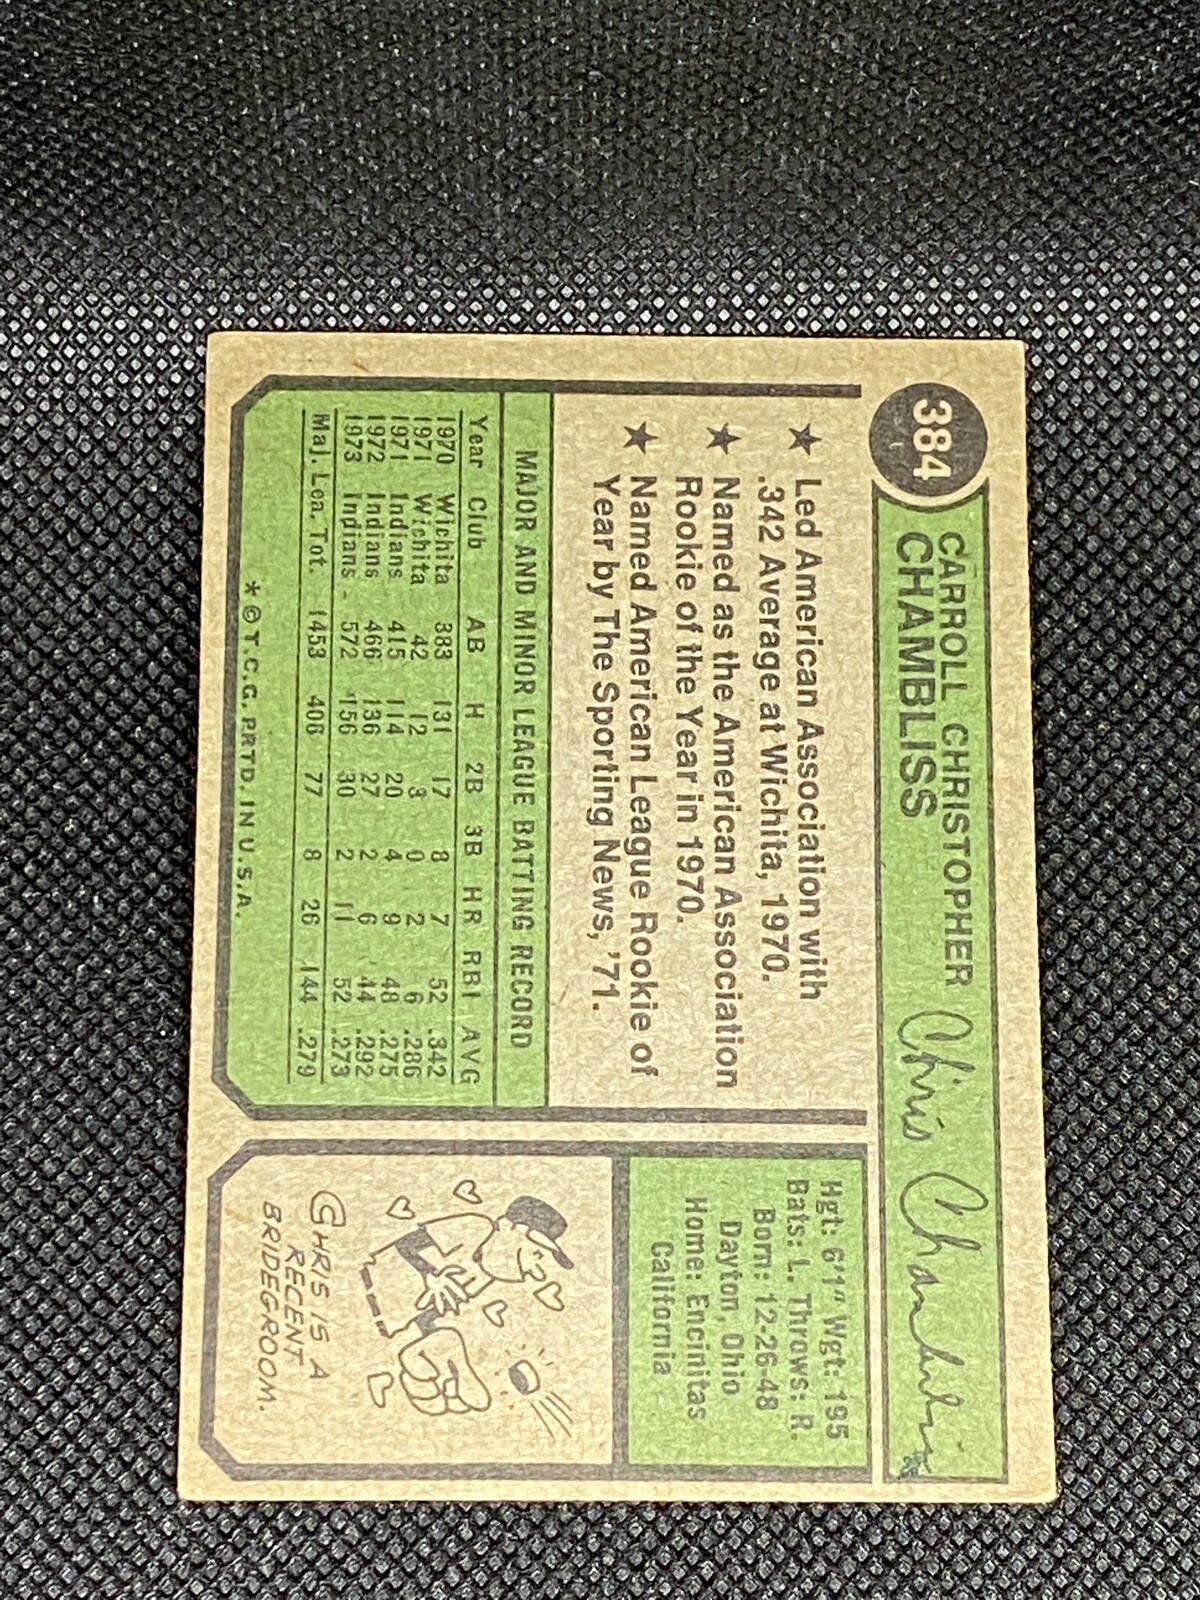 384
CARROLL CHRISTOPHER
CHAMBLISS
Chris Chambliss
★ Led American Association with
.342 Average at Wichita, 1970.
★ Named as the American Association
Rookie of the Year in 1970.
★ Named American League Rookie of
Year by The Sporting News, '71.
MAJOR AND MINOR LEAGUE BATTING RECORD
Year Club AB H 2B 3B HR RBI AVG
1970 Wichita 383 131 17 8 7 52 .342
1971 Wichita 42 12 3 0 2 6 .286
1971 Indians 415 114 20 4 9 48 .275
1972 Indians 466 136 27 2 6 44 .292
1973 Indians 572 156 30 2 11 52 .273
Maj. Lea. Tot. 1453 406 77 8 26 144 .279
*© T.C.G. PRTD. IN U.S.A.
Hgt: 6'1" Wgt: 195
Bats: L. Throws: R.
Born: 12-26-48
Dayton, Ohio
Home: Encinitas
California
CHRIS IS A
RECENT
BRIDEGROOM.